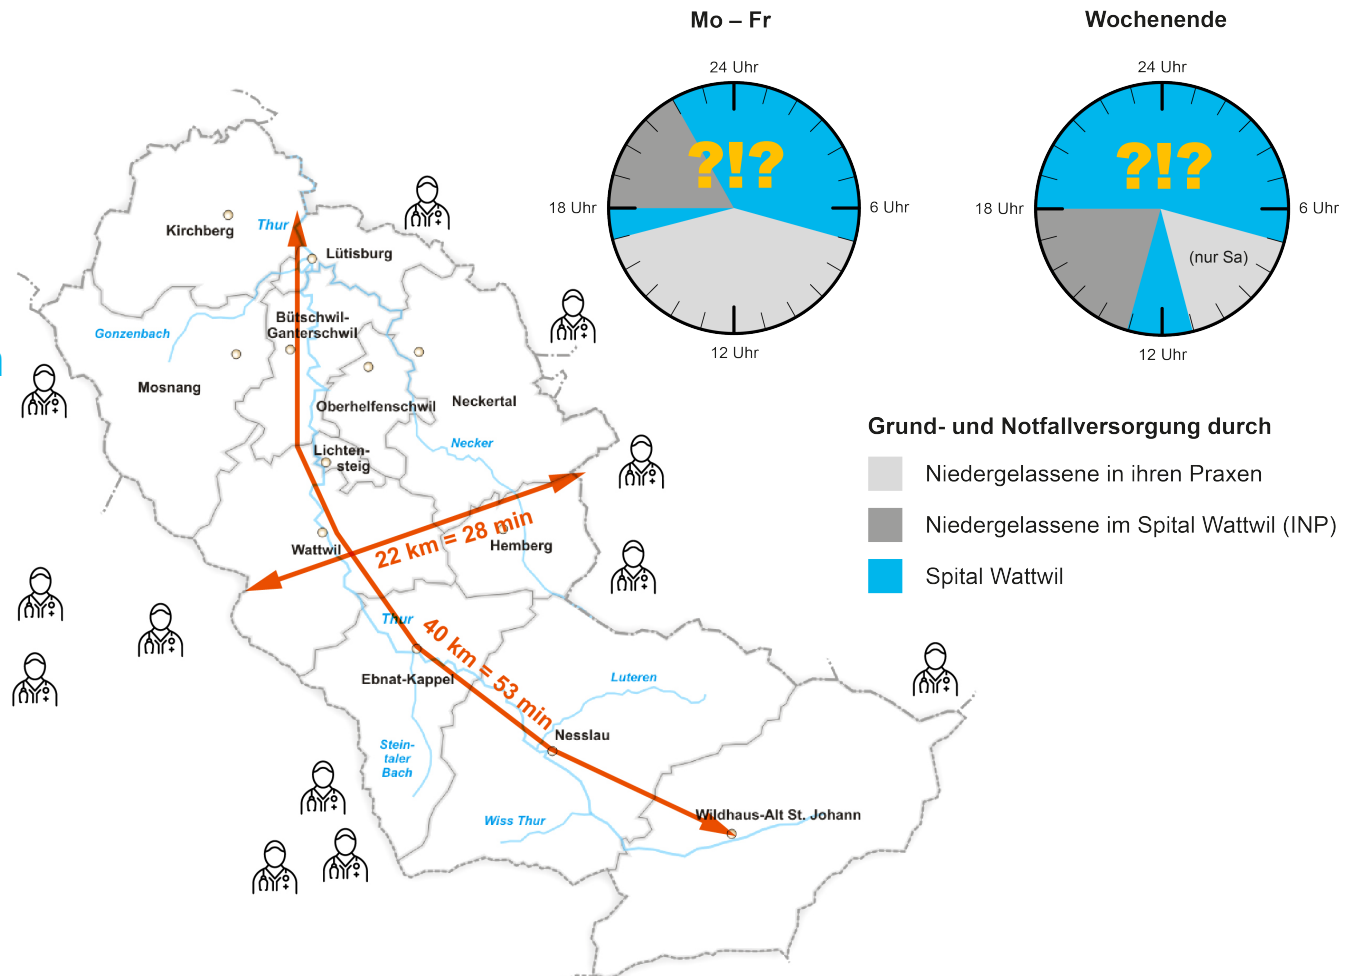 Mo – Fr
Wochenende
24 Uhr
24 Uhr
?!?
?!?
18 Uhr
6 Uhr
18 Uhr
6 Uhr
(nur Sa)
12 Uhr
12 Uhr
Kirchberg
Thur
Lütisburg
Bütschwil-
Ganterschwil
Gonzenbach
Mosnang
Oberhelfenschwil
Neckertal
Necker
Lichten-
steig
22 km = 28 min
Wattwil
Hemberg
Thur
40 km = 53 min
Ebnat-Kappel
Luteren
Nesslau
Stein-
taler
Bach
Wiss Thur
Wildhaus-Alt St. Johann
Grund- und Notfallversorgung durch
Niedergelassene in ihren Praxen
Niedergelassene im Spital Wattwil (INP)
Spital Wattwil